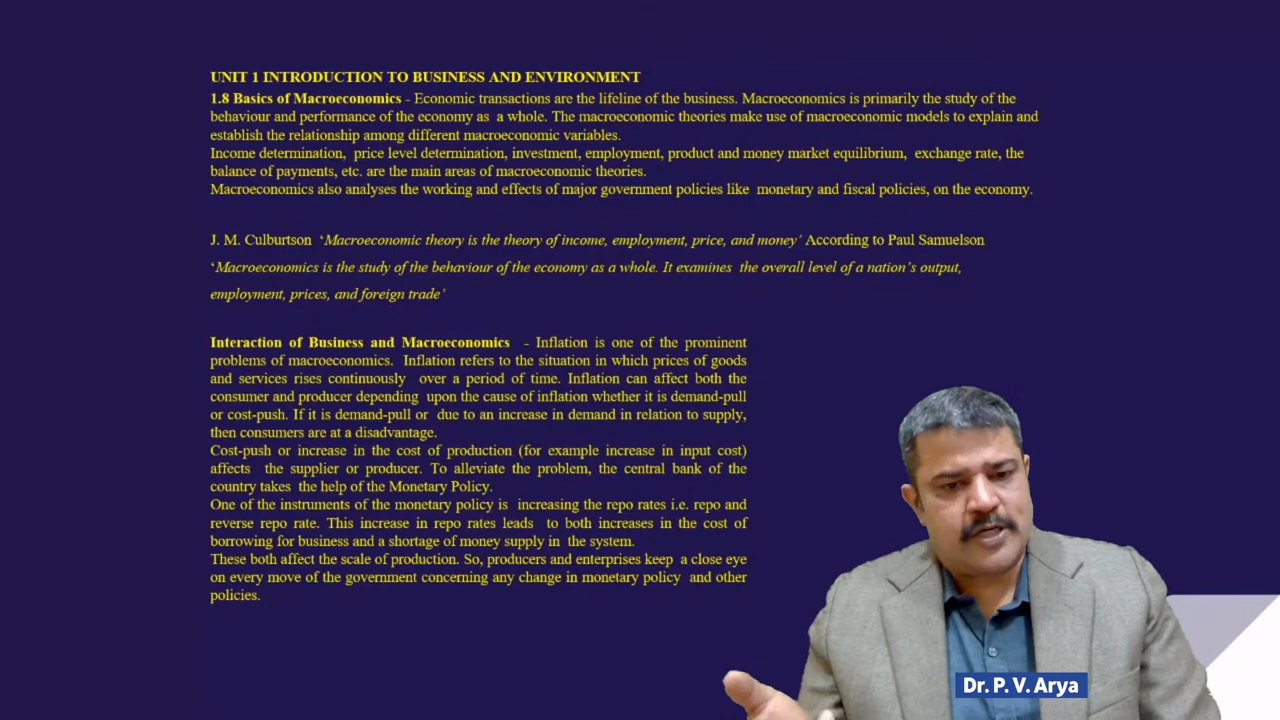 UNIT 1 INTRODUCTION TO BUSINESS AND ENVIRONMENT
1.8 Basics of Macroeconomics - Economic transactions are the lifeline of the business. Macroeconomics is primarily the study of the
behaviour and performance of the economy as a whole. The macroeconomic theories make use of macroeconomic models to explain and
establish the relationship among different macroeconomic variables.
Income determination, price level determination, investment, employment, product and money market equilibrium, exchange rate, the
balance of payments, etc. are the main areas of macroeconomic theories.
Macroeconomics also analyses the working and effects of major government policies like monetary and fiscal policies, on the economy.
J. M. Culburtson ‘Macroeconomic theory is the theory of income, employment, price, and money’ According to Paul Samuelson
‘Macroeconomics is the study of the behaviour of the economy as a whole. It examines the overall level of a nation’s output,
employment, prices, and foreign trade’
Interaction of Business and Macroeconomics - Inflation is one of the prominent
problems of macroeconomics. Inflation refers to the situation in which prices of goods
and services rises continuously over a period of time. Inflation can affect both the
consumer and producer depending upon the cause of inflation whether it is demand-pull
or cost-push. If it is demand-pull or due to an increase in demand in relation to supply,
then consumers are at a disadvantage.
Cost-push or increase in the cost of production (for example increase in input cost)
affects the supplier or producer. To alleviate the problem, the central bank of the
country takes the help of the Monetary Policy.
One of the instruments of the monetary policy is increasing the repo rates i.e. repo and
reverse repo rate. This increase in repo rates leads to both increases in the cost of
borrowing for business and a shortage of money supply in the system.
These both affect the scale of production. So, producers and enterprises keep a close eye
on every move of the government concerning any change in monetary policy and other
policies.
Dr. P. V. Arya